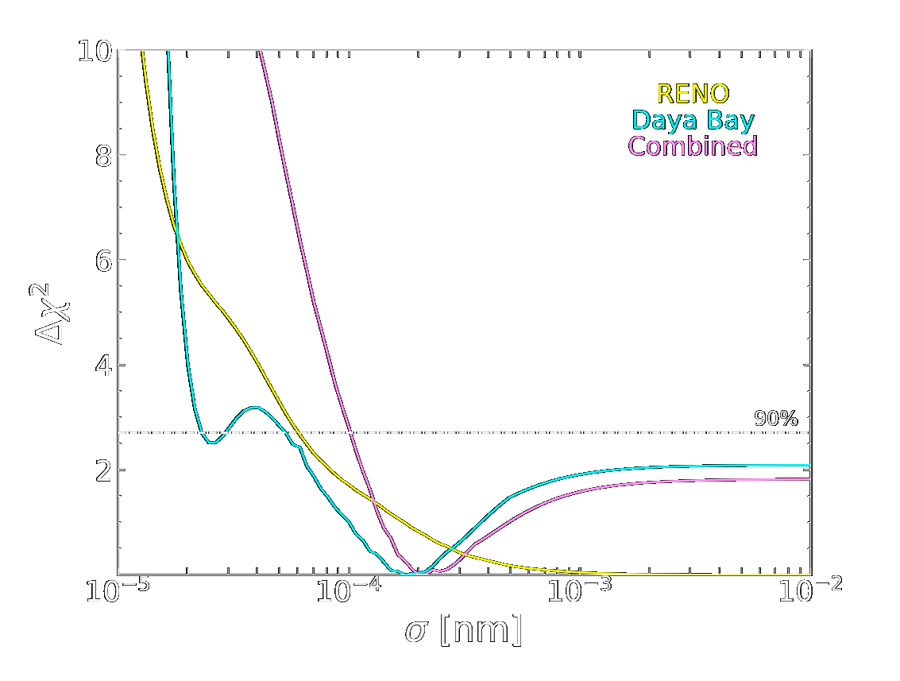 10
8
6
4
2
Δχ²
RENO
Daya Bay
Combined
90%
10⁻⁵ 10⁻⁴ 10⁻³ 10⁻²
σ [nm]